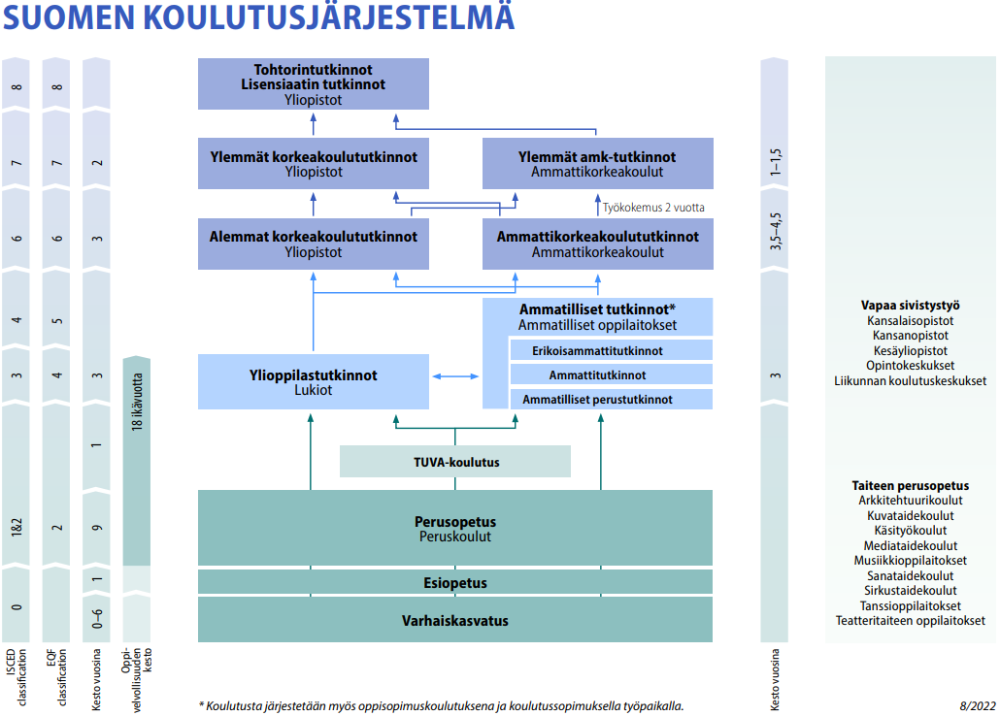 SUOMEN KOULUTUSJÄRJESTELMÄ
8
7
6
4
3
1&2
0
ISCED
classification
8
7
6
5
4
2
EQF
classification
2
3
3
1
9
1
0–6
Kesto vuosina
18 ikävuotta
Oppi-
velvollisuuden
kesto
Tohtorintutkinnot
Lisensiaatin tutkinnot
Yliopistot
Ylemmät korkeakoulututkinnot
Yliopistot
Ylemmät amk-tutkinnot
Ammattikorkeakoulut
Työkokemus 2 vuotta
Alemmat korkeakoulututkinnot
Yliopistot
Ammattikorkeakoulututkinnot
Ammattikorkeakoulut
Ammatilliset tutkinnot*
Ammatilliset oppilaitokset
Erikoisammattitutkinnot
Ammattitutkinnot
Ammatilliset perustutkinnot
Ylioppilastutkinnot
Lukiot
TUVA-koulutus
Perusopetus
Peruskoulut
Esiopetus
Varhaiskasvatus
1–1,5
3,5–4,5
3
Kesto vuosina
Vapaa sivistystyö
Kansalaisopistot
Kansanopistot
Kesäyliopistot
Opintokeskukset
Liikunnan koulutuskeskukset
Taiteen perusopetus
Arkkitehtuurikoulut
Kuvataidekoulut
Käsityökoulut
Mediataidekoulut
Musiikkioppilaitokset
Sanataidekoulut
Sirkustaidekoulut
Tanssioppilaitokset
Teatteritaiteen oppilaitokset
* Koulutusta järjestetään myös oppisopimuskoulutuksena ja koulutussopimuksella työpaikalla.
8/2022